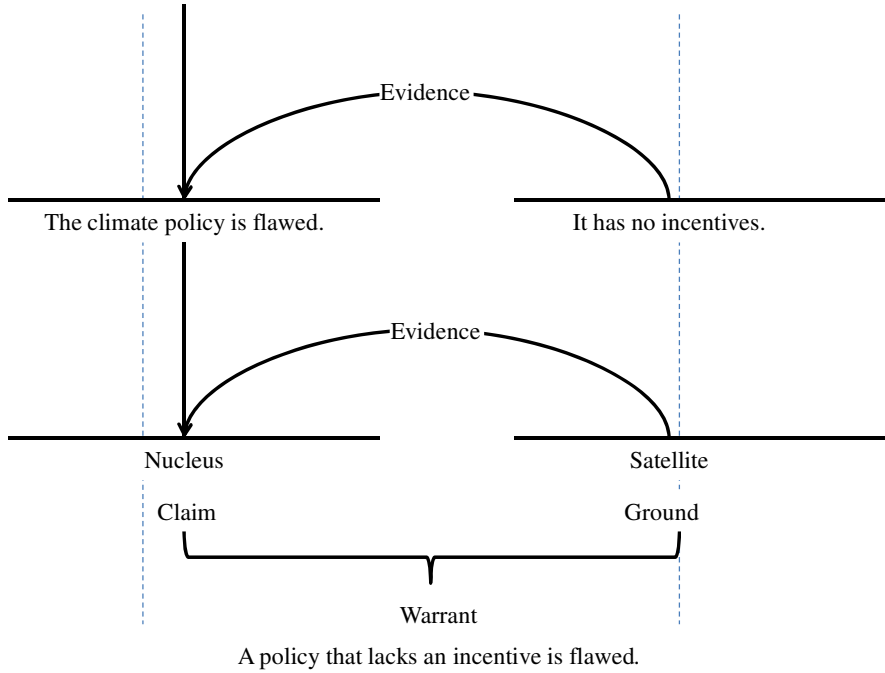 Evidence
The climate policy is flawed.
It has no incentives.
Evidence
Nucleus
Satellite
Claim
Ground
Warrant
A policy that lacks an incentive is flawed.